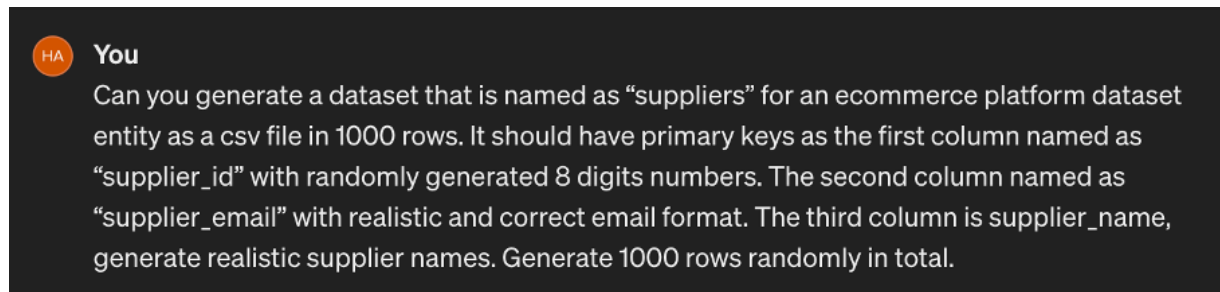 HA
You
Can you generate a dataset that is named as “suppliers” for an ecommerce platform dataset
entity as a csv file in 1000 rows. It should have primary keys as the first column named as
“supplier_id” with randomly generated 8 digits numbers. The second column named as
“supplier_email” with realistic and correct email format. The third column is supplier_name,
generate realistic supplier names. Generate 1000 rows randomly in total.